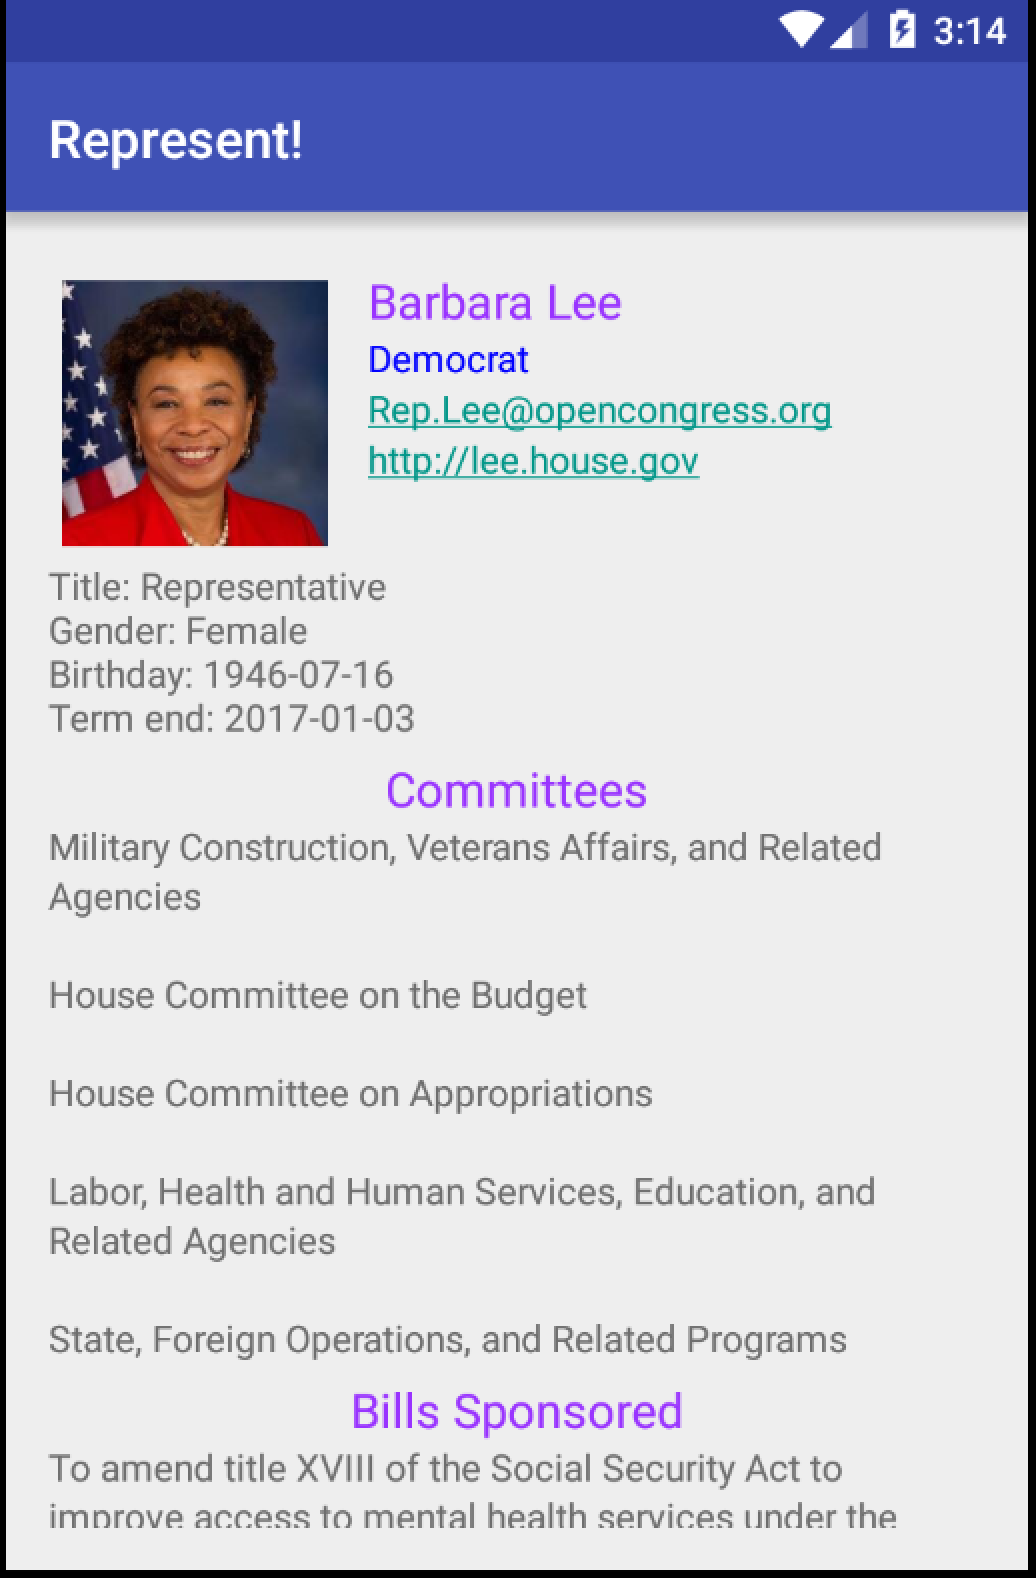 3:14
Represent!
Barbara Lee
Democrat
Rep.Lee@opencongress.org
http://lee.house.gov
Title: Representative
Gender: Female
Birthday: 1946-07-16
Term end: 2017-01-03
Committees
Military Construction, Veterans Affairs, and Related
Agencies
House Committee on the Budget
House Committee on Appropriations
Labor, Health and Human Services, Education, and
Related Agencies
State, Foreign Operations, and Related Programs
Bills Sponsored
To amend title XVIII of the Social Security Act to
improve access to mental health services under the